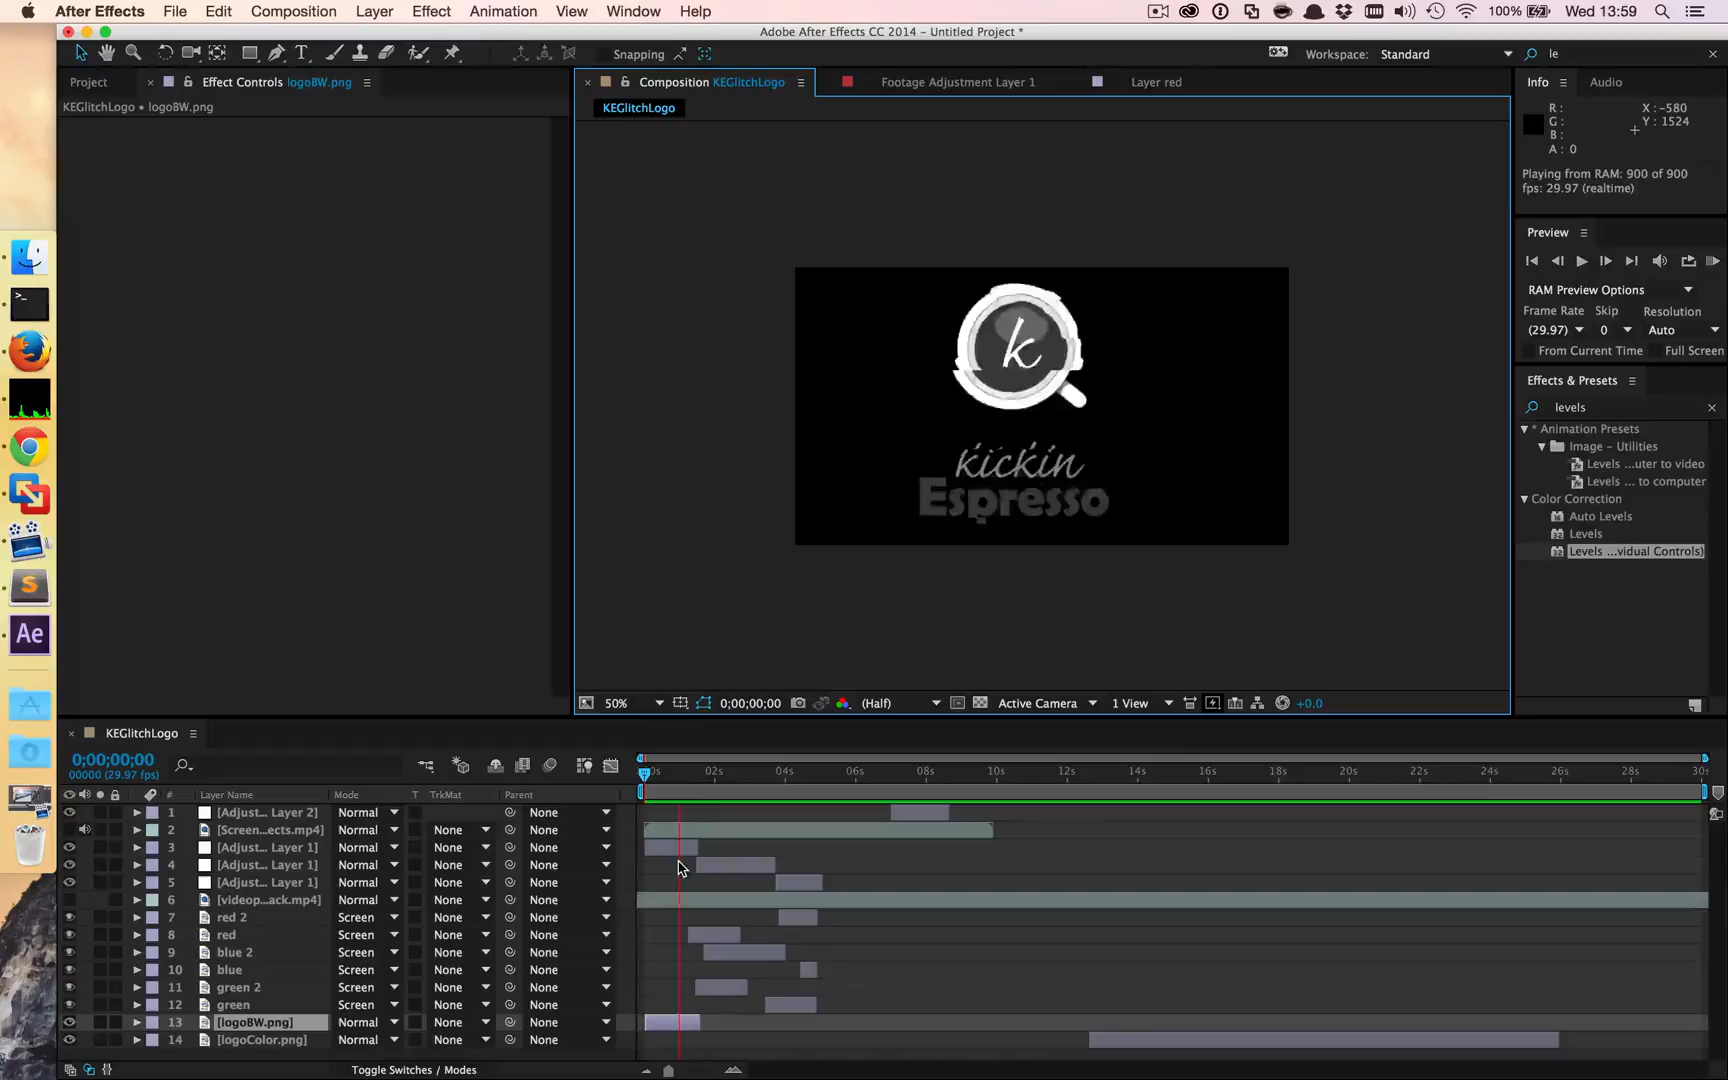 After Effects File Edit Composition Layer Effect Animation View Window Help 100% Wed 13:59
Adobe After Effects CC 2014 - Untitled Project *
Snapping Workspace: Standard le
Project Effect Controls logoBW.png Composition KEGlitchLogo Footage Adjustment Layer 1 Layer red Info Audio
KEGlitchLogo • logoBW.png
KEGlitchLogo
R : X : -580
G : Y : 1524
B :
A : 0
Playing from RAM: 900 of 900
fps: 29.97 (realtime)
Preview
RAM Preview Options
Frame Rate Skip Resolution
(29.97) 0 Auto
From Current Time Full Screen
Effects & Presets
levels
* Animation Presets
Image – Utilities
Levels ...uter to video
Levels ... to computer
Color Correction
Auto Levels
Levels
Levels ...vidual Controls)
k
kickin
Espresso
50% 0;00;00;00 (Half) Active Camera 1 View +0.0
KEGlitchLogo
0;00;00;00
00000 (29.97 fps)
0s 02s 04s 06s 08s 10s 12s 14s 16s 18s 20s 22s 24s 26s 28s 30s
# Layer Name Mode T TrkMat Parent
1 [Adjust... Layer 2] Normal None
2 [Screen...ects.mp4] Normal None None
3 [Adjust... Layer 1] Normal None None
4 [Adjust... Layer 1] Normal None None
5 [Adjust... Layer 1] Normal None None
6 [videop...ack.mp4] Normal None None
7 red 2 Screen None None
8 red Screen None None
9 blue 2 Screen None None
10 blue Screen None None
11 green 2 Screen None None
12 green Screen None None
13 [logoBW.png] Normal None None
14 [logoColor.png] Normal None None
Toggle Switches / Modes
>_
S
Ae